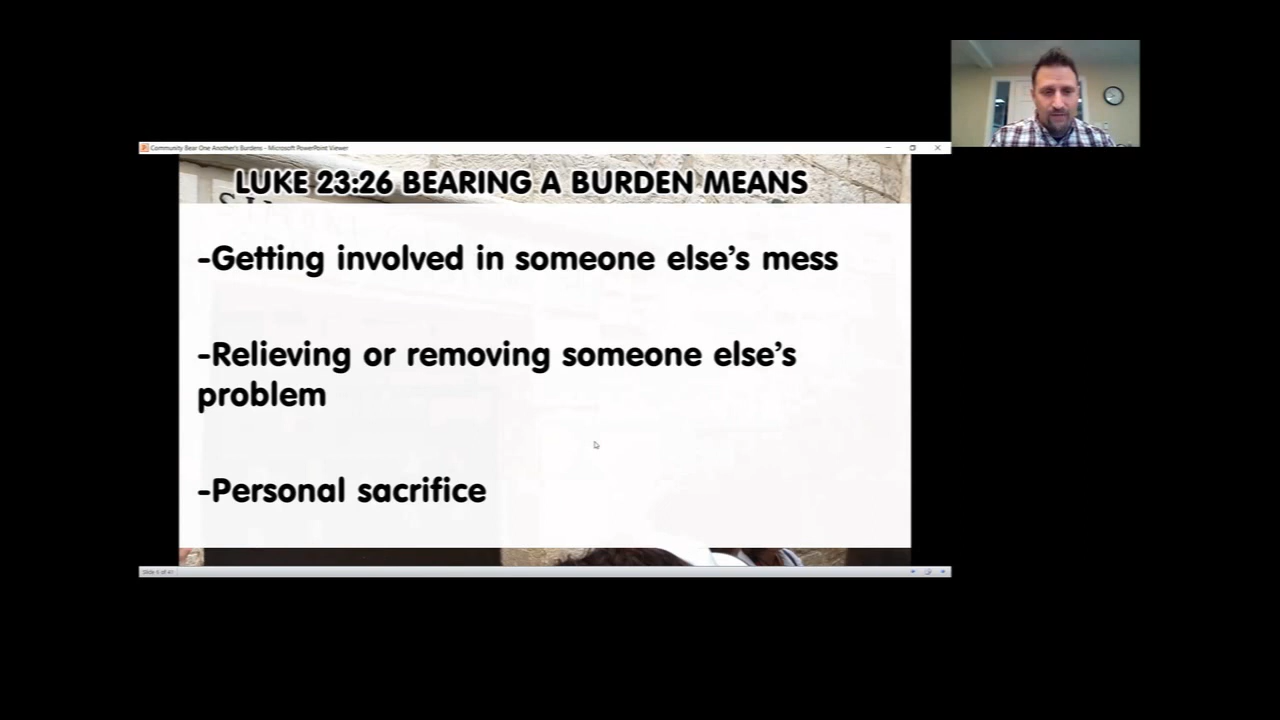 Community Bear One Another's Burdens - Microsoft PowerPoint Viewer
LUKE 23:26 BEARING A BURDEN MEANS
-Getting involved in someone else's mess
-Relieving or removing someone else's
problem
-Personal sacrifice